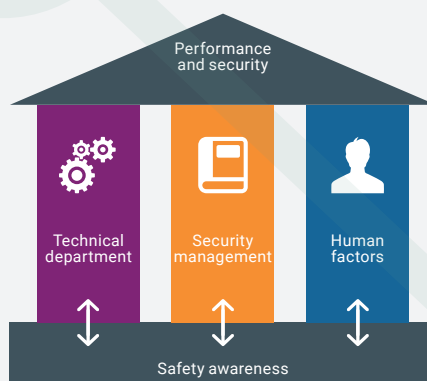 Performance
and security
Technical
department
Security
management
Human
factors
Safety awareness